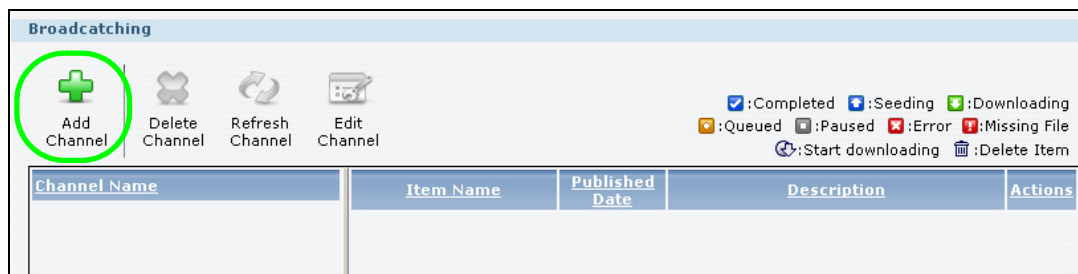 Broadcatching
Add
Channel
Delete
Channel
Refresh
Channel
Edit
Channel
:Completed :Seeding :Downloading
:Queued :Paused :Error :Missing File
:Start downloading :Delete Item
Channel Name
Item Name
Published
Date
Description
Actions